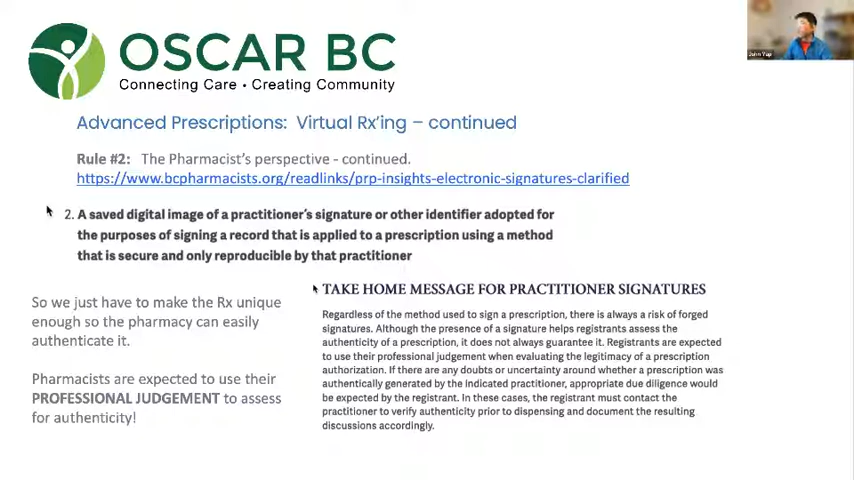 OSCAR BC
Connecting Care • Creating Community
John Yap
Advanced Prescriptions: Virtual Rx'ing – continued
Rule #2: The Pharmacist's perspective - continued.
https://www.bcpharmacists.org/readlinks/prp-insights-electronic-signatures-clarified
2. A saved digital image of a practitioner's signature or other identifier adopted for
the purposes of signing a record that is applied to a prescription using a method
that is secure and only reproducible by that practitioner
So we just have to make the Rx unique
enough so the pharmacy can easily
authenticate it.
Pharmacists are expected to use their
PROFESSIONAL JUDGEMENT to assess
for authenticity!
TAKE HOME MESSAGE FOR PRACTITIONER SIGNATURES
Regardless of the method used to sign a prescription, there is always a risk of forged
signatures. Although the presence of a signature helps registrants assess the
authenticity of a prescription, it does not always guarantee it. Registrants are expected
to use their professional judgement when evaluating the legitimacy of a prescription
authorization. If there are any doubts or uncertainty around whether a prescription was
authentically generated by the indicated practitioner, appropriate due diligence would
be expected by the registrant. In these cases, the registrant must contact the
practitioner to verify authenticity prior to dispensing and document the resulting
discussions accordingly.